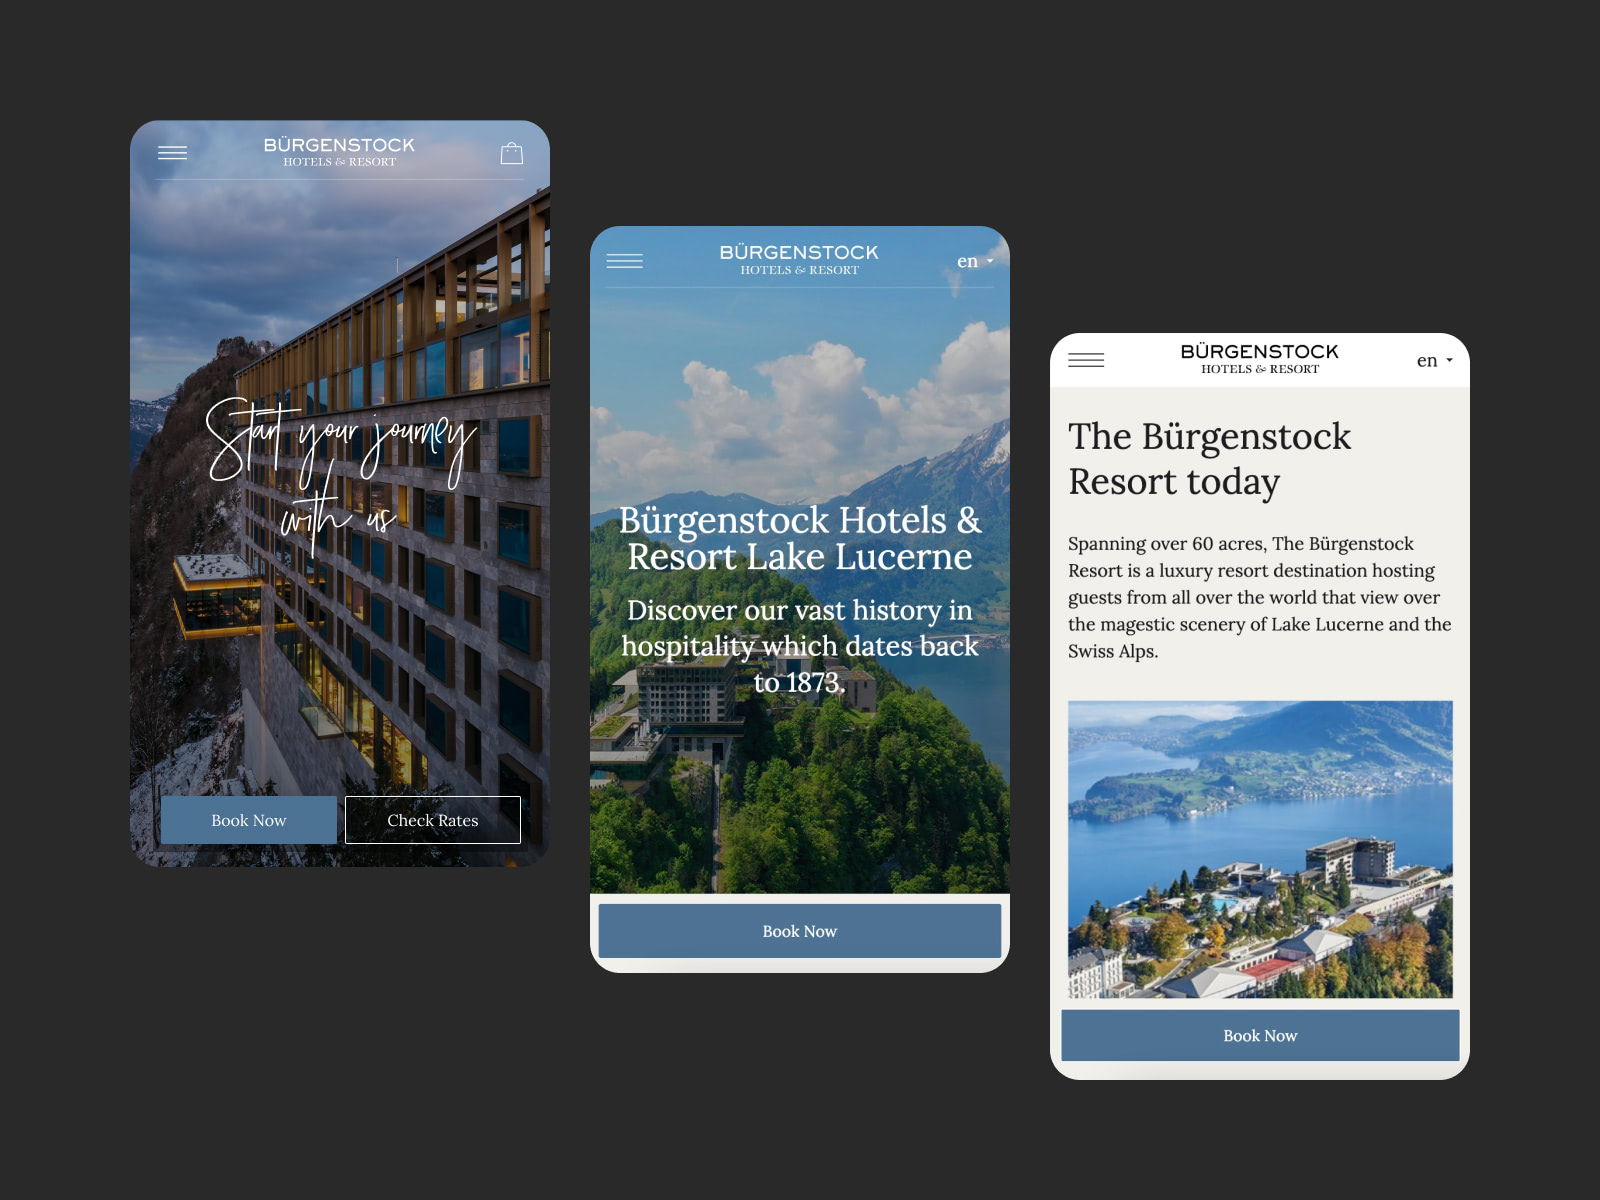 BÜRGENSTOCK
HOTELS & RESORT
Start your journey
with us
Book Now
Check Rates
BÜRGENSTOCK
HOTELS & RESORT
en
Bürgenstock Hotels &
Resort Lake Lucerne
Discover our vast history in
hospitality which dates back
to 1873.
Book Now
BÜRGENSTOCK
HOTELS & RESORT
en
The Bürgenstock
Resort today
Spanning over 60 acres, The Bürgenstock
Resort is a luxury resort destination hosting
guests from all over the world that view over
the magestic scenery of Lake Lucerne and the
Swiss Alps.
Book Now